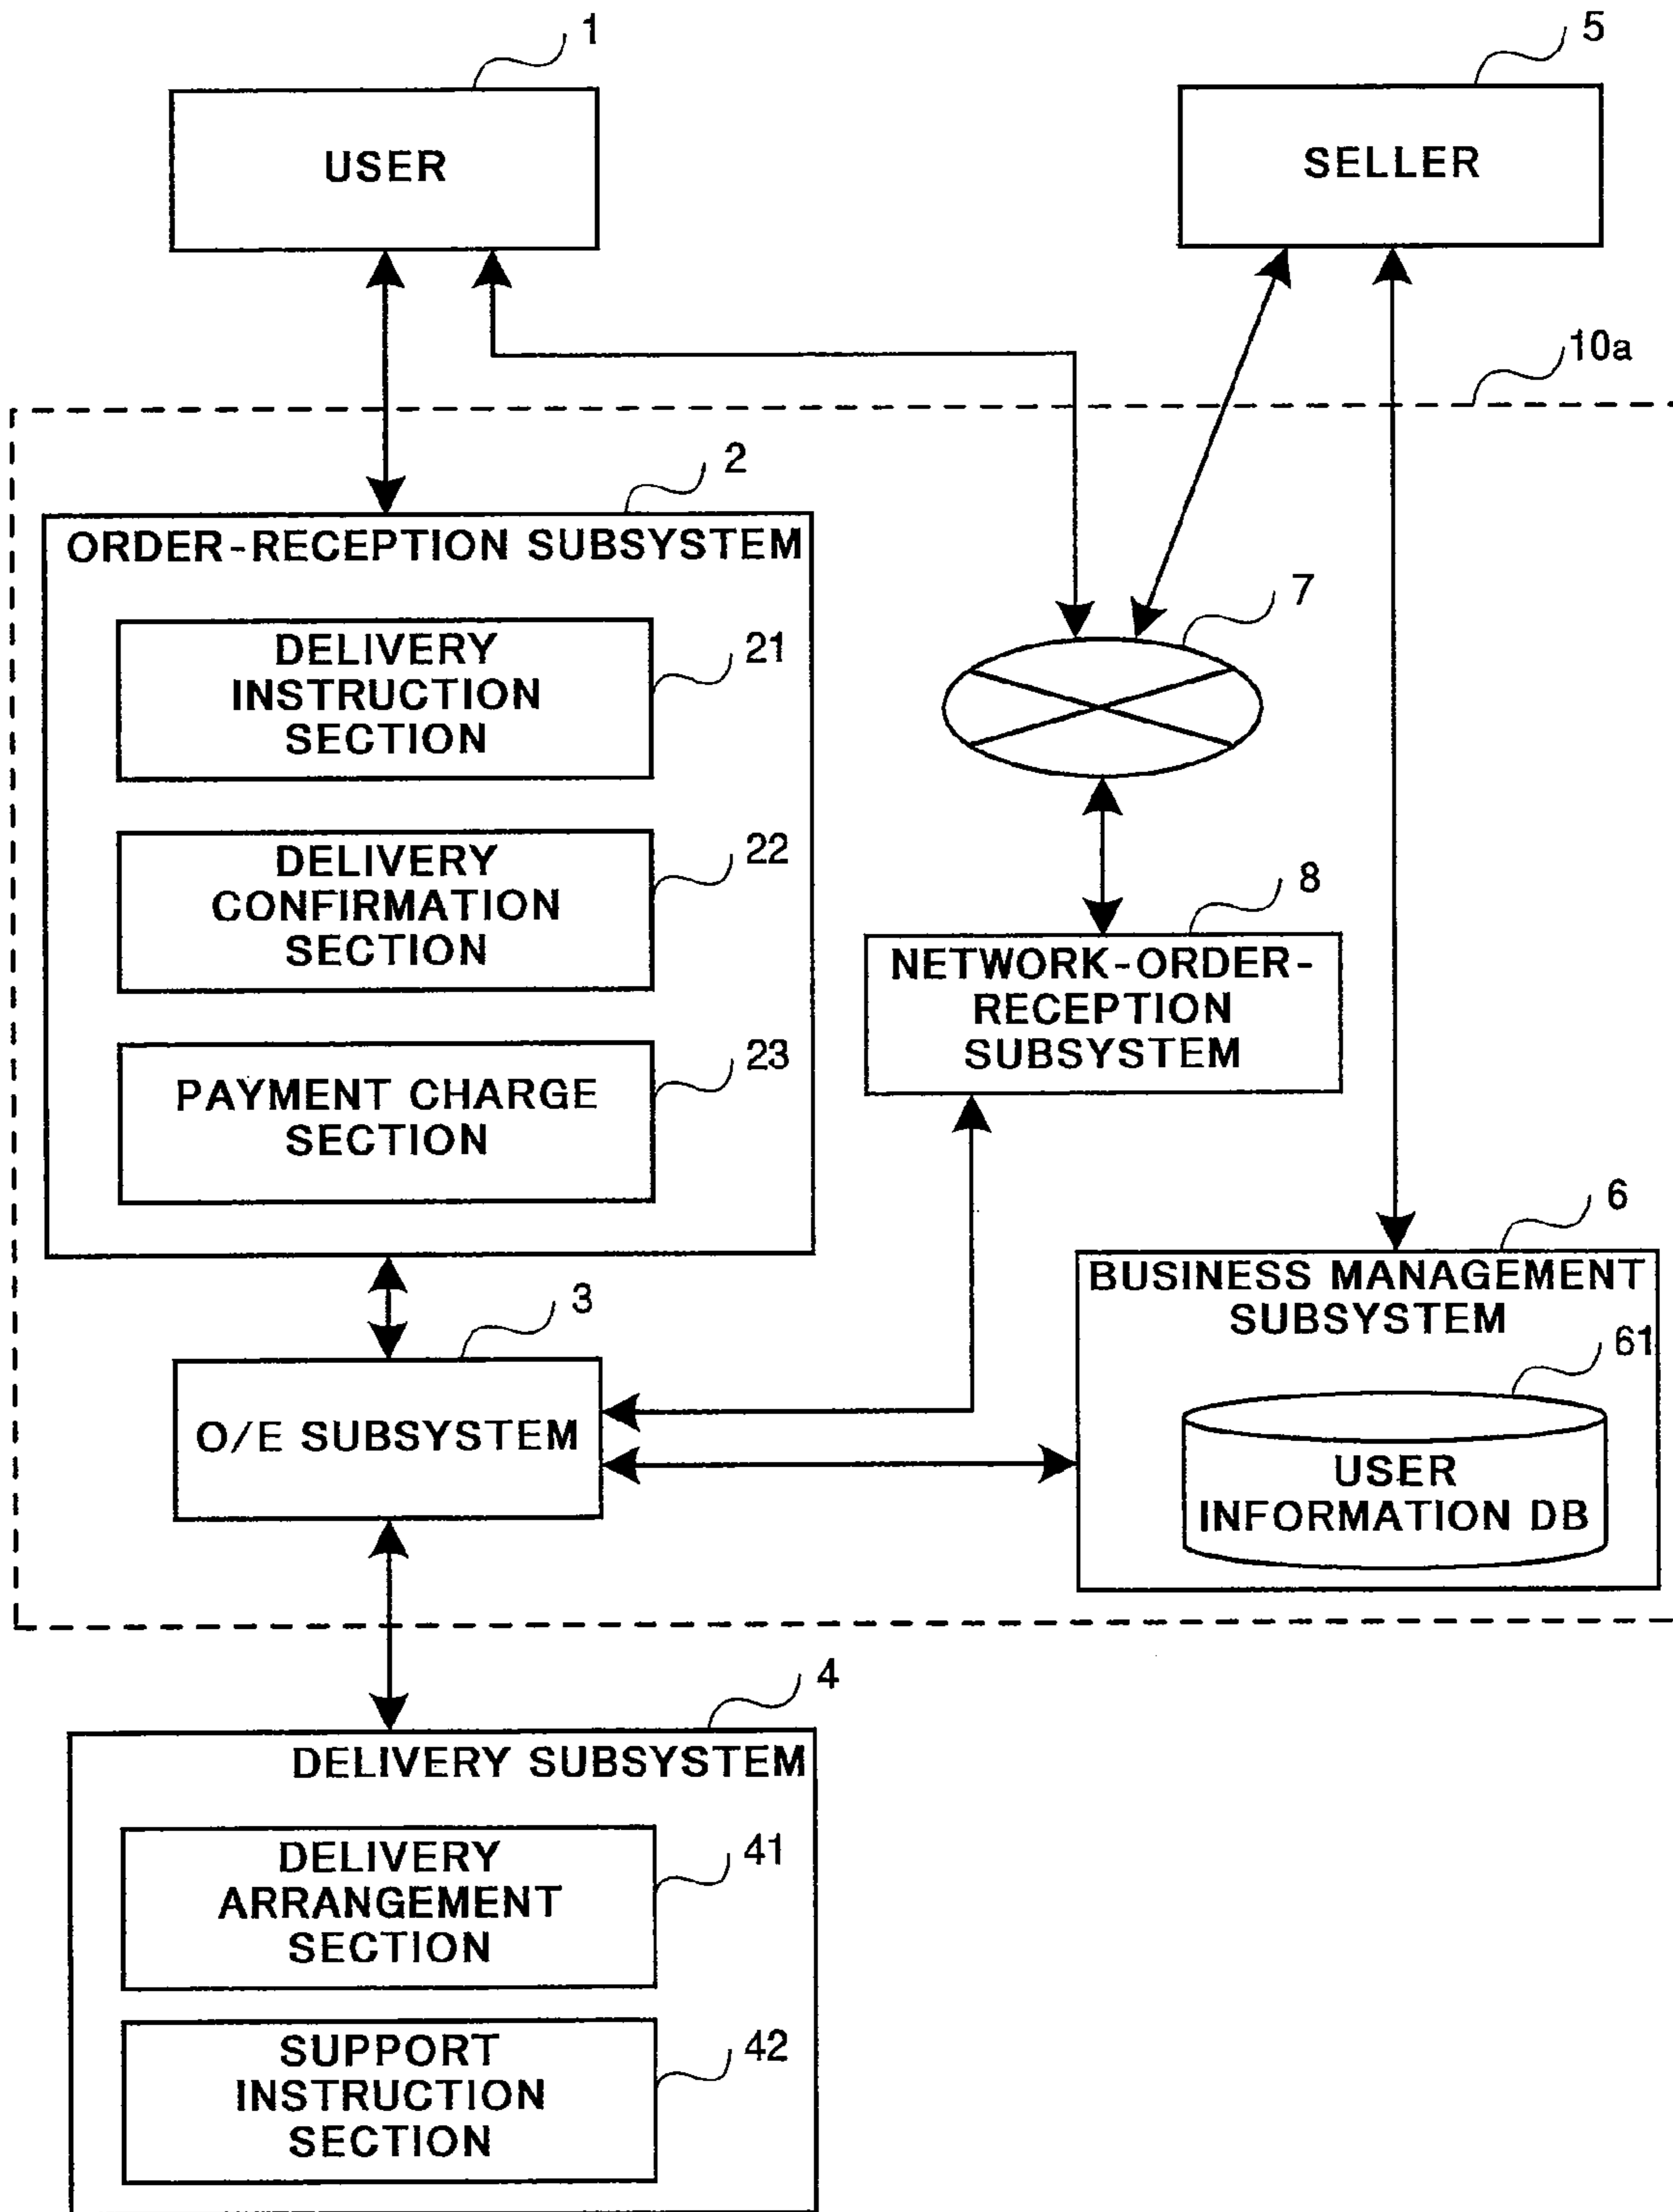 1
5
USER
SELLER
10a
2
ORDER-RECEPTION SUBSYSTEM
7
DELIVERY
INSTRUCTION
SECTION
21
DELIVERY
CONFIRMATION
SECTION
22
8
NETWORK-ORDER-
RECEPTION
SUBSYSTEM
PAYMENT CHARGE
SECTION
23
6
BUSINESS MANAGEMENT
SUBSYSTEM
3
61
O/E SUBSYSTEM
USER
INFORMATION DB
4
DELIVERY SUBSYSTEM
DELIVERY
ARRANGEMENT
SECTION
41
SUPPORT
INSTRUCTION
SECTION
42